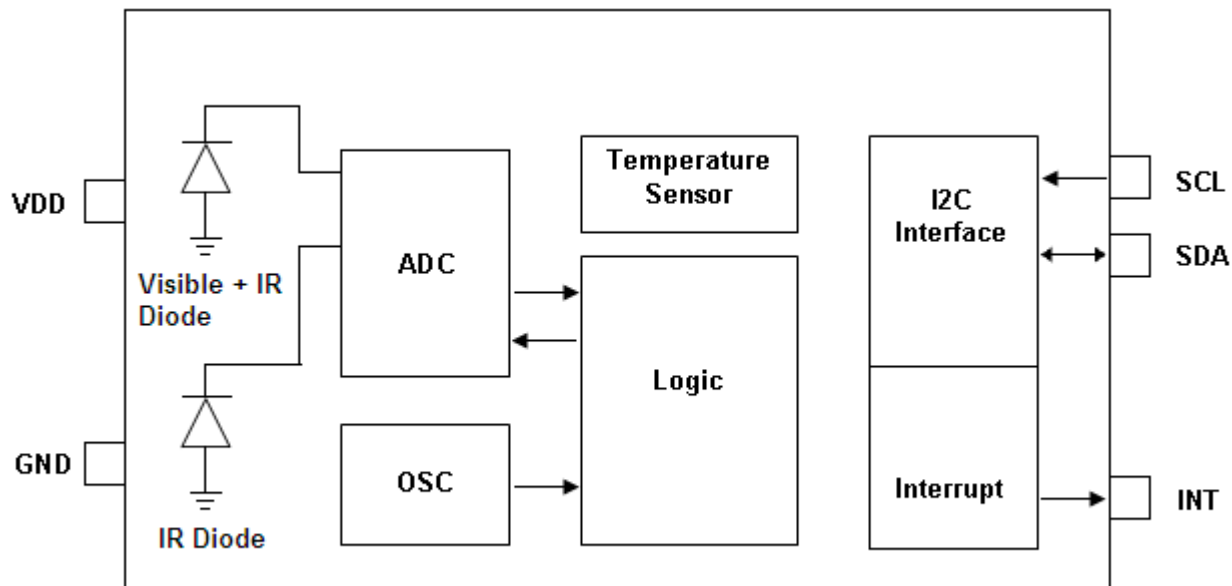 VDD
GND
Visible + IR
Diode
IR Diode
ADC
OSC
Temperature
Sensor
Logic
I2C
Interface
Interrupt
SCL
SDA
INT